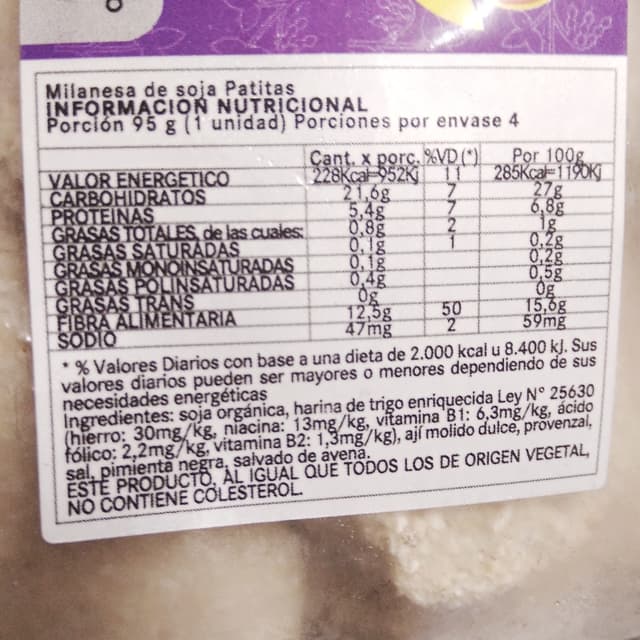 Milanesa de soja Patitas
INFORMACIÓN NUTRICIONAL
Porción 95 g (1 unidad) Porciones por envase 4
Cant. x porc. %VD (*) Por 100g
VALOR ENERGETICO 228Kcal=952Kj 11 285Kcal=1190Kj
CARBOHIDRATOS 21,6g 7 27g
PROTEINAS 5,4g 7 6,8g
GRASAS TOTALES, de las cuales: 0,8g 2 1g
GRASAS SATURADAS 0,1g 1 0,2g
GRASAS MONOINSATURADAS 0,1g 0,2g
GRASAS POLINSATURADAS 0,4g 0,5g
GRASAS TRANS 0g 0g
FIBRA ALIMENTARIA 12,5g 50 15,6g
SODIO 47mg 2 59mg
* % Valores Diarios con base a una dieta de 2.000 kcal u 8.400 kJ. Sus
valores diarios pueden ser mayores o menores dependiendo de sus
necesidades energéticas
Ingredientes: soja orgánica, harina de trigo enriquecida Ley N° 25630
(hierro: 30mg/kg, niacina: 13mg/kg, vitamina B1: 6,3mg/kg, ácido
fólico: 2,2mg/kg, vitamina B2: 1,3mg/kg), ají molido dulce, provenzal,
sal, pimienta negra, salvado de avena.
ESTE PRODUCTO, AL IGUAL QUE TODOS LOS DE ORIGEN VEGETAL,
NO CONTIENE COLESTEROL.